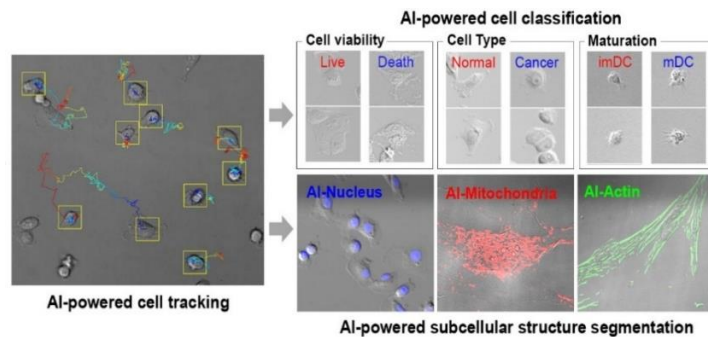 AI-powered cell classification
Cell viability
Cell Type
Maturation
Live
Death
Normal
Cancer
imDC
mDC
AI-Nucleus
AI-Mitochondria
AI-Actin
AI-powered cell tracking
AI-powered subcellular structure segmentation